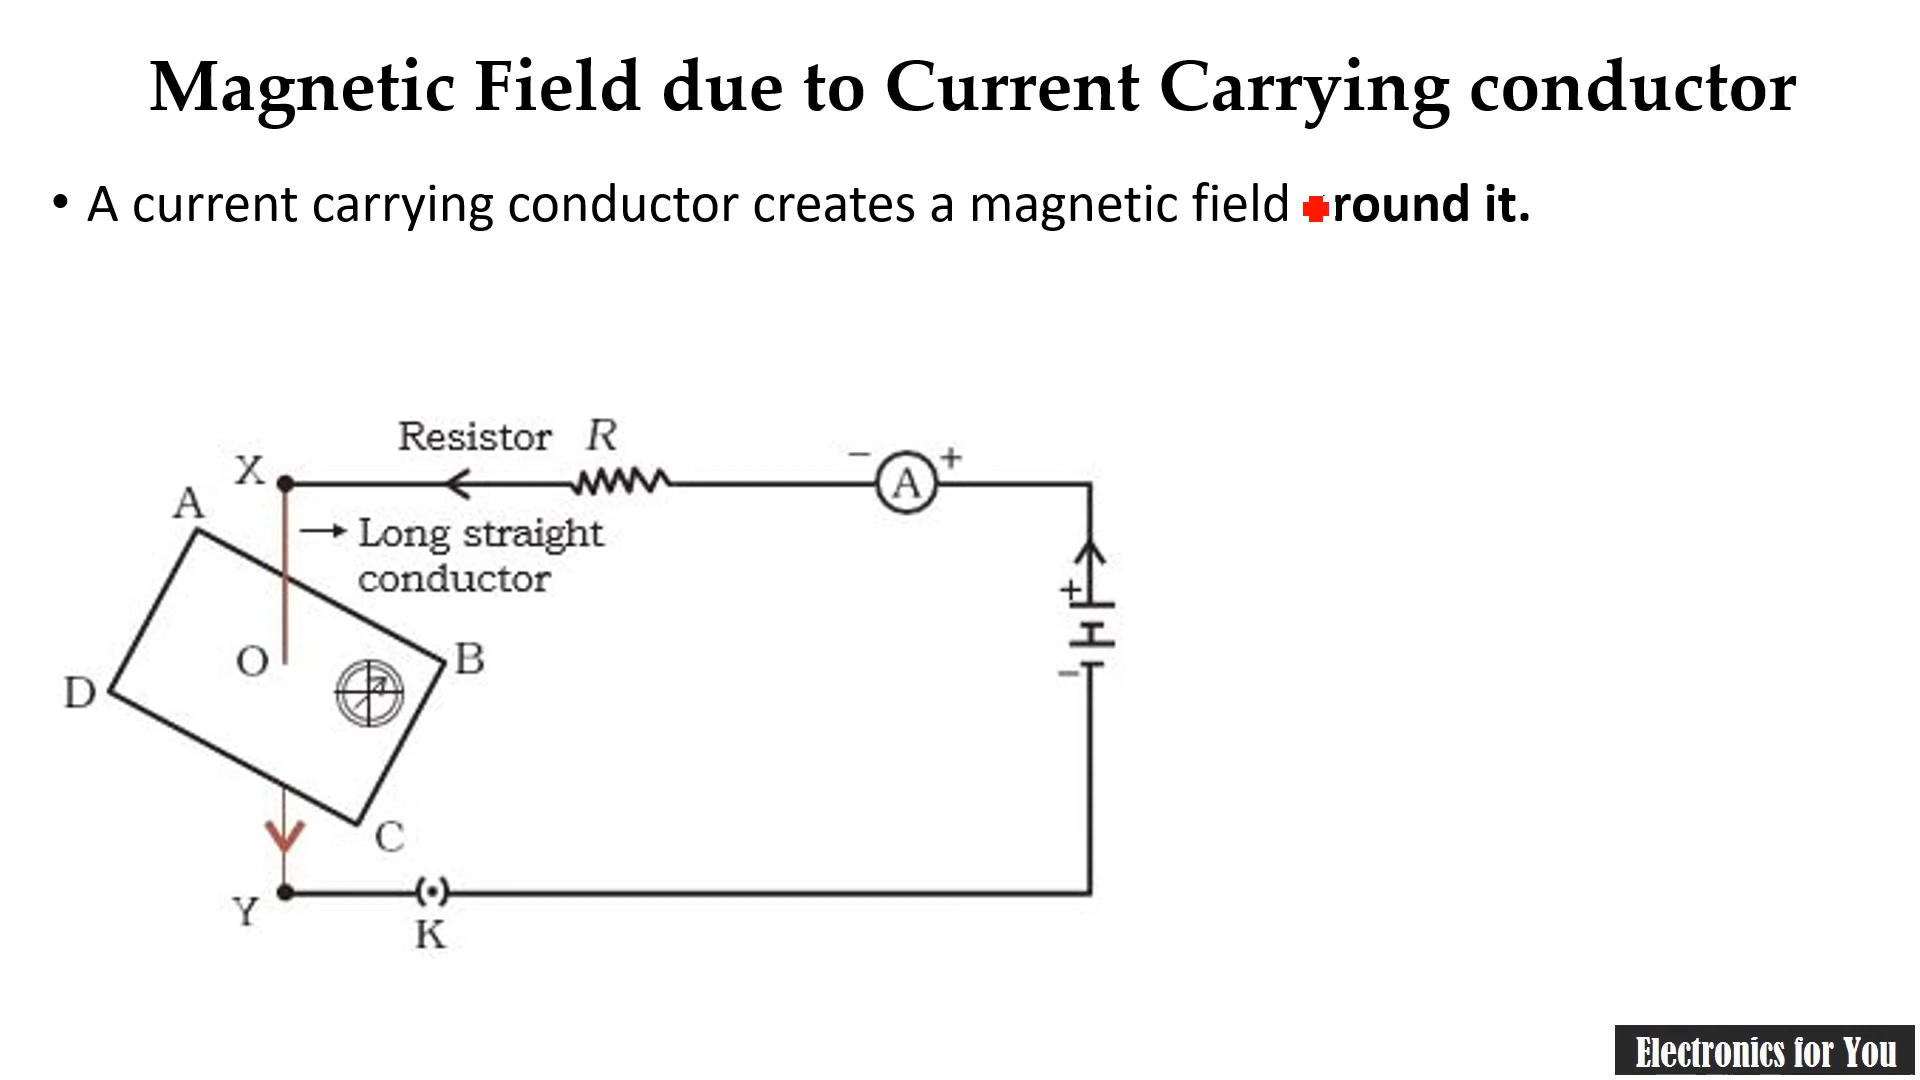 Magnetic Field due to Current Carrying conductor
• A current carrying conductor creates a magnetic field round it.
Resistor R
X
− A +
A
→ Long straight
conductor
+
O
B
D
−
C
Y
K
Electronics for You